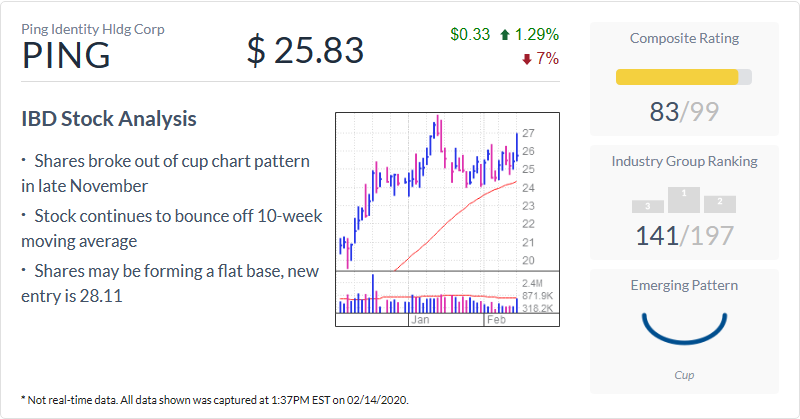 Ping Identity Hldg Corp
PING
$ 25.83
$0.33 1.29%
7%
IBD Stock Analysis
· Shares broke out of cup chart pattern
in late November
· Stock continues to bounce off 10-week
moving average
· Shares may be forming a flat base, new
entry is 28.11
27
26
25
24
23
22
21
20
2.4M
871.9K
318.2K
Jan
Feb
Composite Rating
83/99
Industry Group Ranking
3
1
2
141/197
Emerging Pattern
Cup
* Not real-time data. All data shown was captured at 1:37PM EST on 02/14/2020.